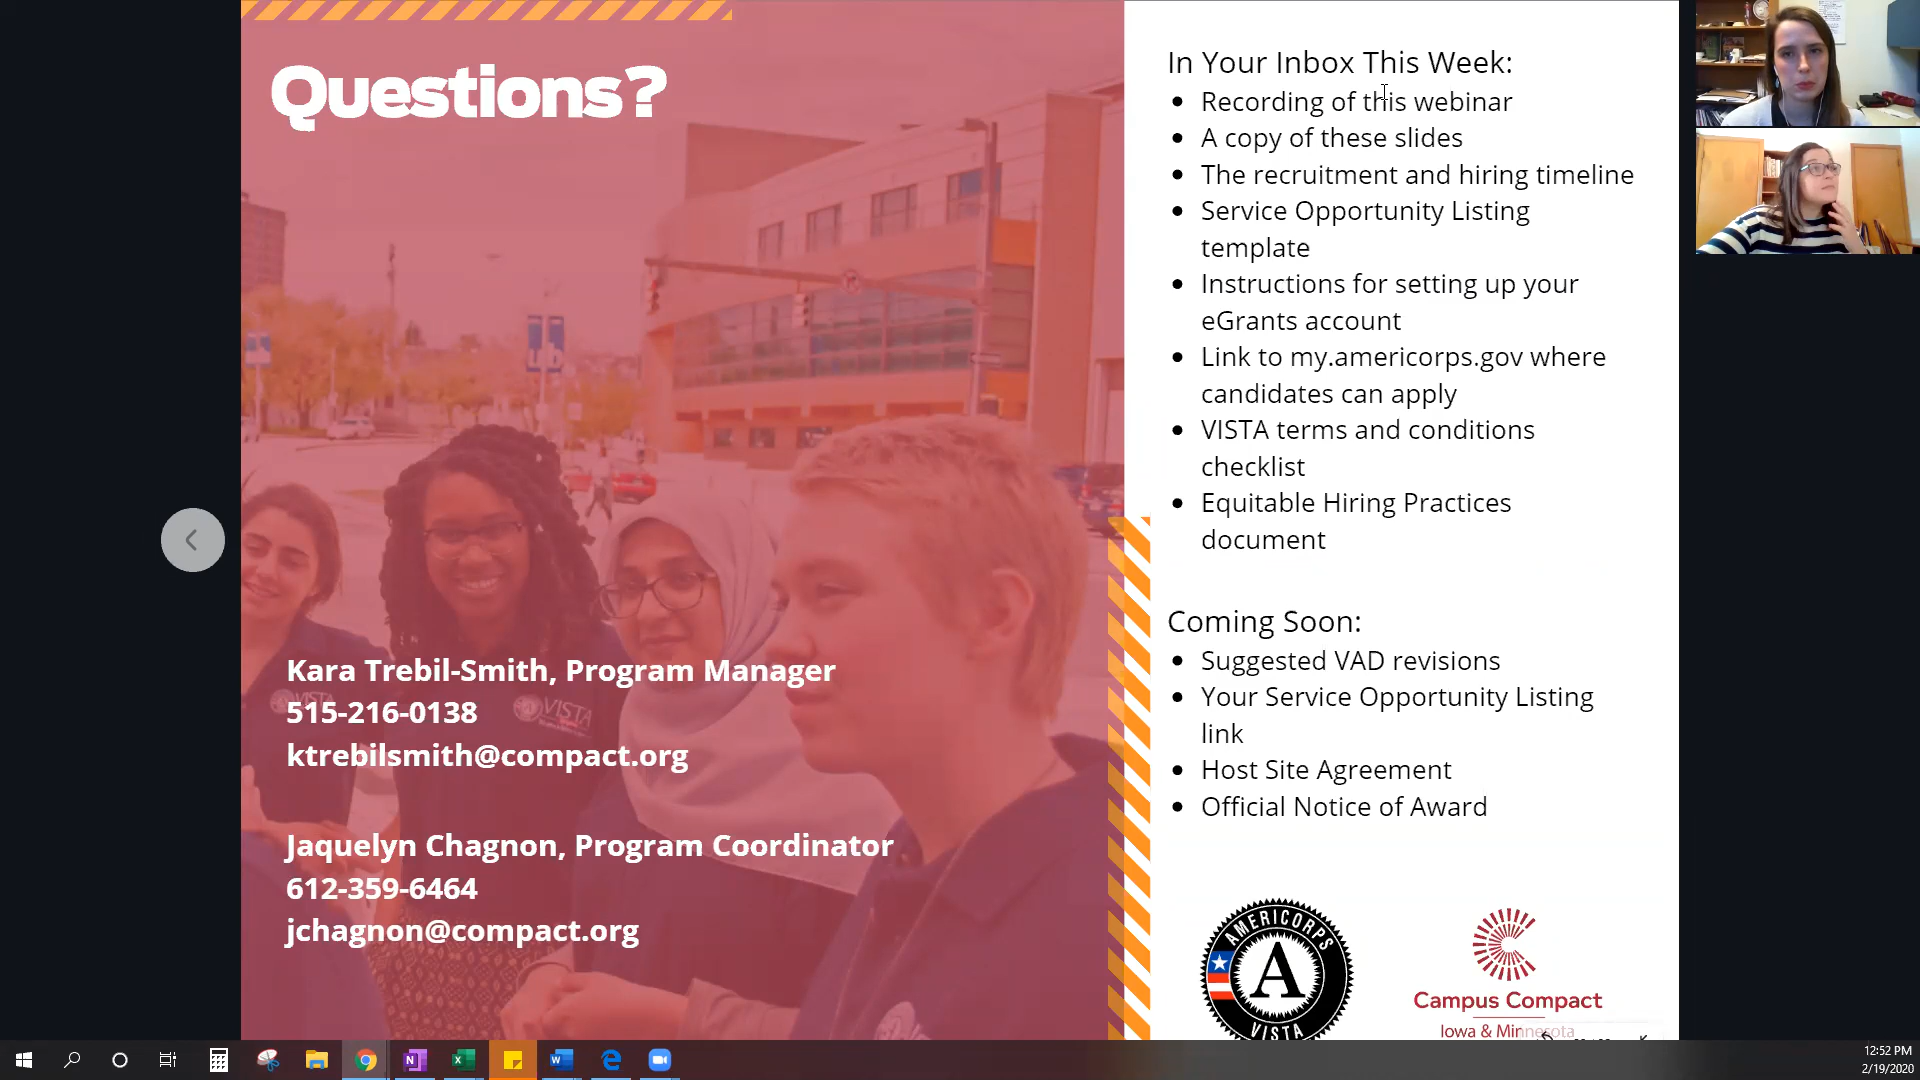 Questions?
Kara Trebil-Smith, Program Manager
515-216-0138
ktrebilsmith@compact.org
Jaquelyn Chagnon, Program Coordinator
612-359-6464
jchagnon@compact.org
VISTA
VISTA
ub
In Your Inbox This Week:
• Recording of this webinar
• A copy of these slides
• The recruitment and hiring timeline
• Service Opportunity Listing
template
• Instructions for setting up your
eGrants account
• Link to my.americorps.gov where
candidates can apply
• VISTA terms and conditions
checklist
• Equitable Hiring Practices
document
Coming Soon:
• Suggested VAD revisions
• Your Service Opportunity Listing
link
• Host Site Agreement
• Official Notice of Award
AMERICORPS
A
VISTA
Campus Compact
Iowa & Minnesota
12:52 PM
2/19/2020